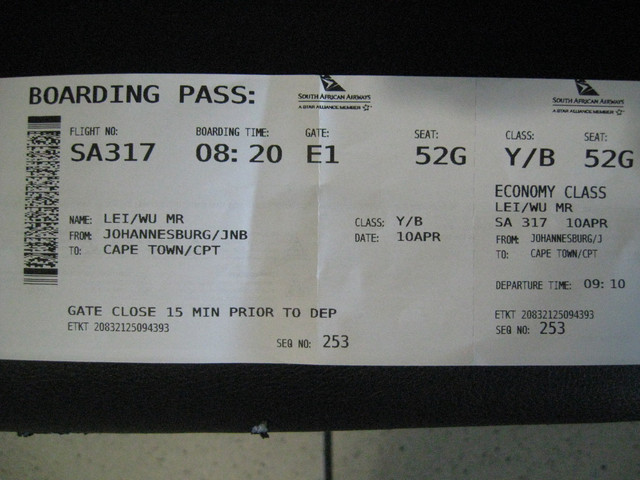 BOARDING PASS:
SOUTH AFRICAN AIRWAYS
A STAR ALLIANCE MEMBER
FLIGHT NO: BOARDING TIME: GATE: SEAT:
SA317 08: 20 E1 52G
NAME: LEI/WU MR
FROM: JOHANNESBURG/JNB
TO: CAPE TOWN/CPT
CLASS: Y/B
DATE: 10APR
GATE CLOSE 15 MIN PRIOR TO DEP
ETKT 20832125094393
SEQ NO: 253
SOUTH AFRICAN AIRWAYS
A STAR ALLIANCE MEMBER
CLASS: SEAT:
Y/B 52G
ECONOMY CLASS
LEI/WU MR
SA 317 10APR
FROM: JOHANNESBURG/J
TO: CAPE TOWN/CPT
DEPARTURE TIME: 09: 10
ETKT 20832125094393
SEQ NO: 253